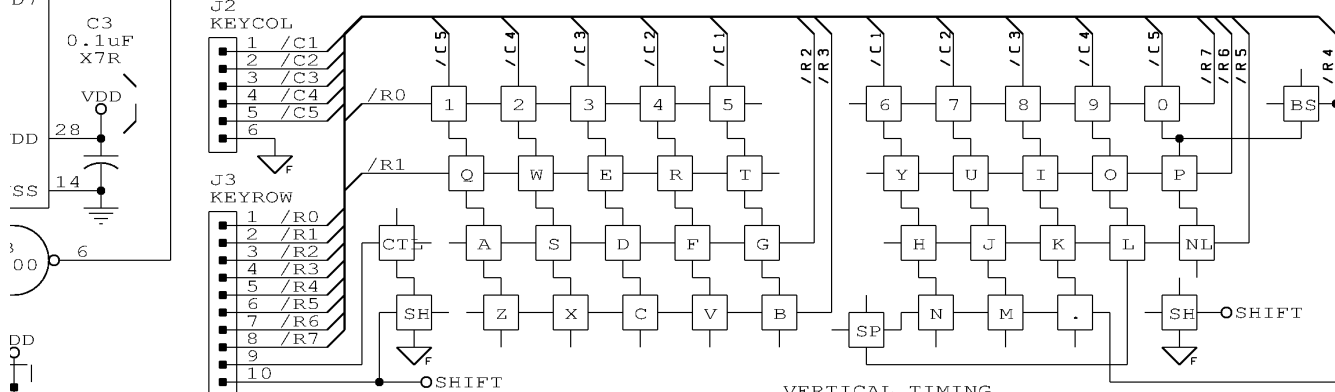 J2
KEYCOL
1 /C1
2 /C2
3 /C3
4 /C4
5 /C5
6
F
C3
0.1uF
X7R
VDD
28
14
6
00
J3
KEYROW
1 /R0
2 /R1
3 /R2
4 /R3
5 /R4
6 /R5
7 /R6
8 /R7
9
10
SHIFT
/R0
/R1
/C5 /C4 /C3 /C2 /C1 /R2 /R3 /C1 /C2 /C3 /C4 /C5 /R7 /R6 /R5 /R4
1 2 3 4 5 6 7 8 9 0 BS
Q W E R T Y U I O P
CTL A S D F G H J K L NL
SH Z X C V B SP N M . SH SHIFT
F F
VERTICAL TIMING